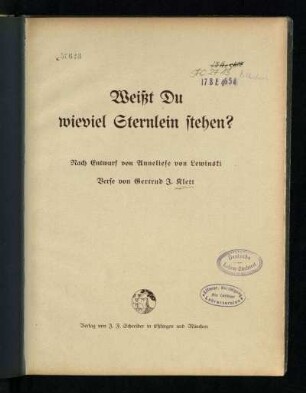 Weißt Du
wieviel Sternlein stehen?
Nach Entwurf von Anneliese von Lewinski
Verse von Gertrud J. Klett
Deutsche
Verlag von J. F. Schreiber in Eßlingen und München